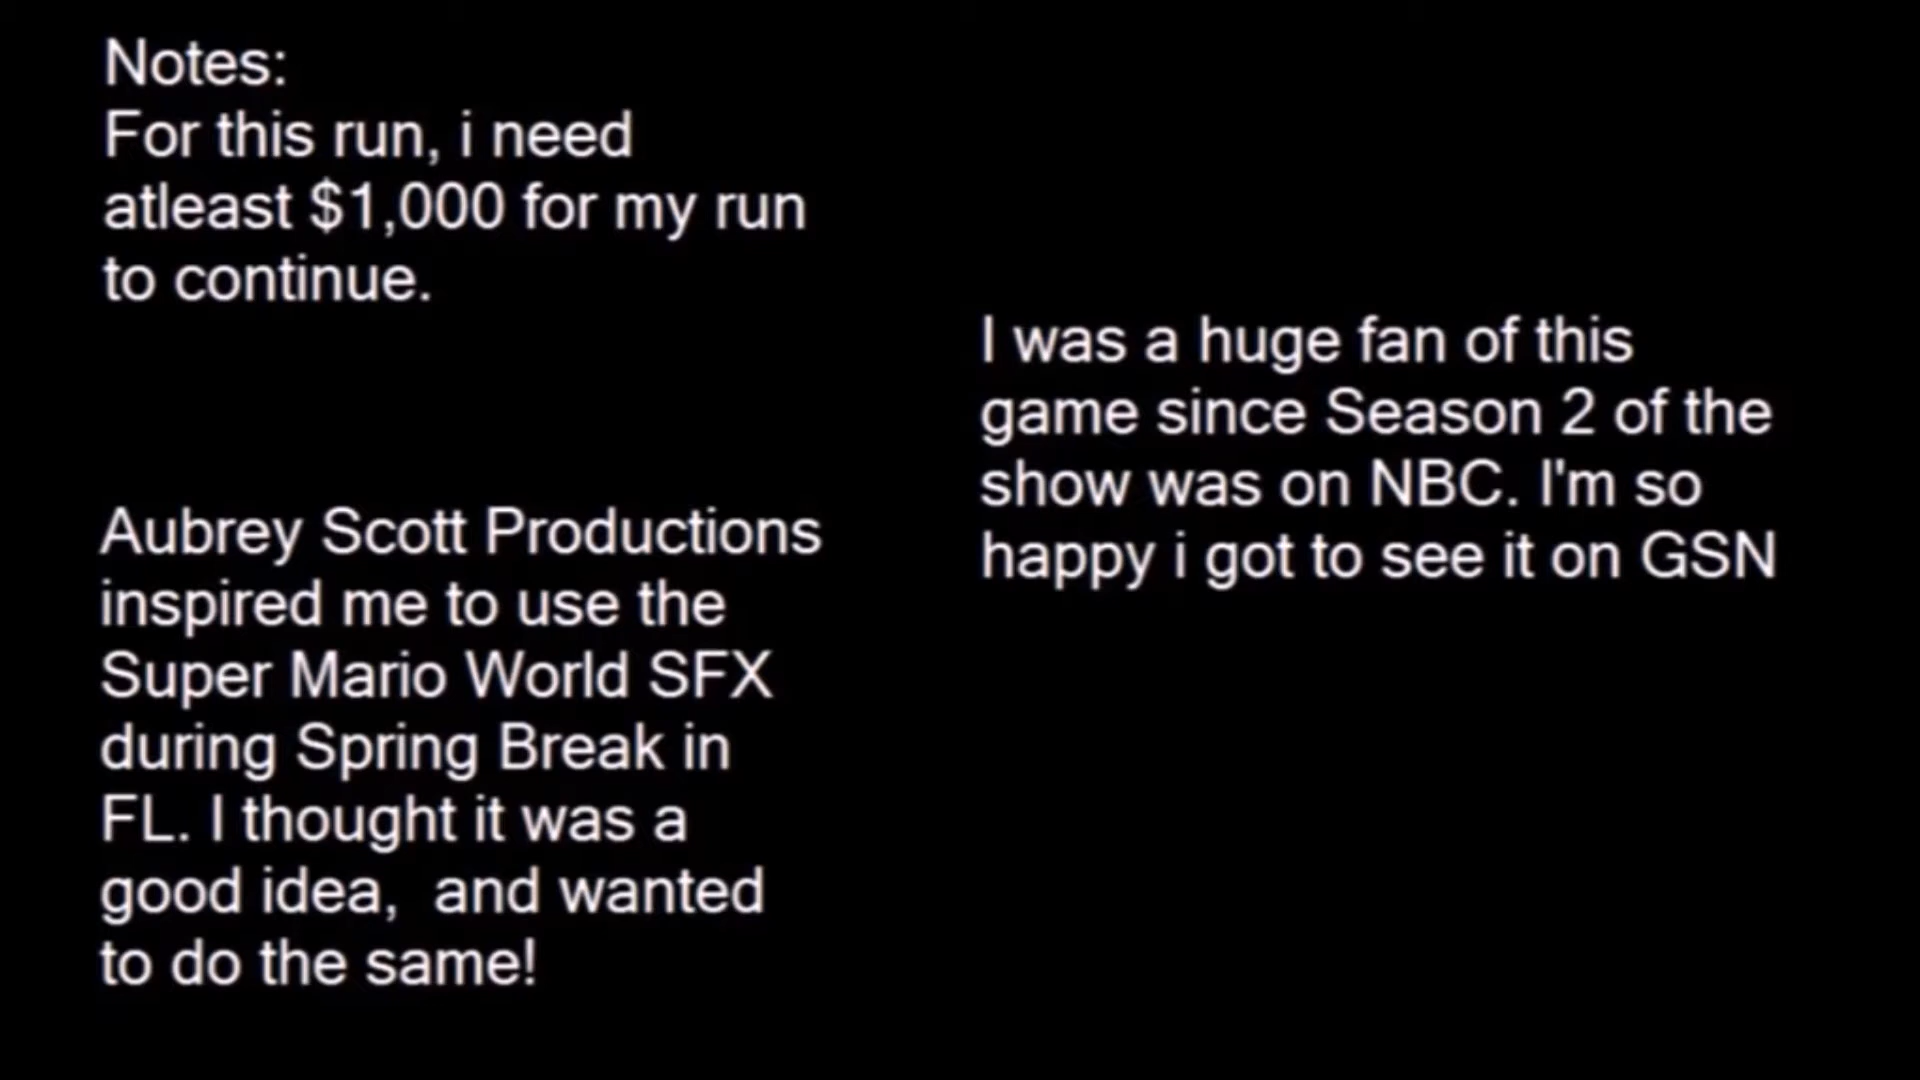 Notes:
For this run, i need
atleast $1,000 for my run
to continue.
Aubrey Scott Productions
inspired me to use the
Super Mario World SFX
during Spring Break in
FL. I thought it was a
good idea,  and wanted
to do the same!
I was a huge fan of this
game since Season 2 of the
show was on NBC. I'm so
happy i got to see it on GSN